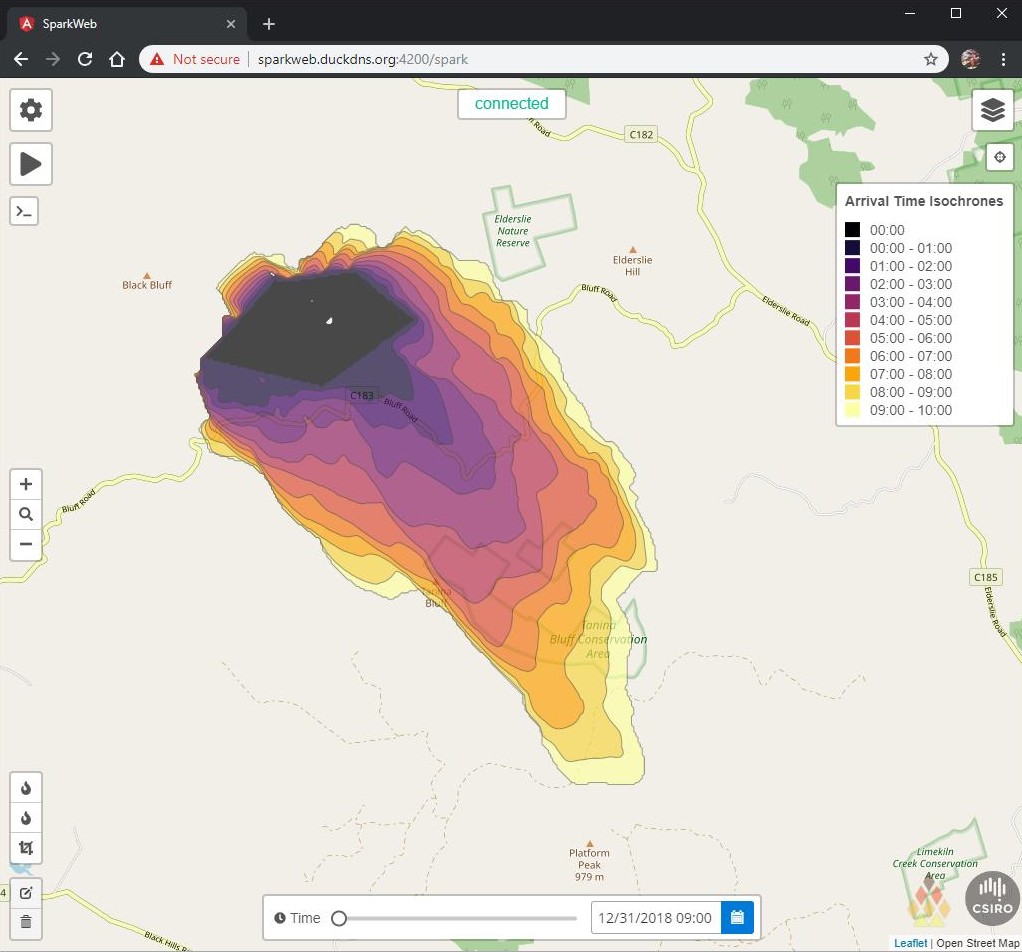 SparkWeb
Not secure
sparkweb.duckdns.org:4200/spark
connected
Road
C182
Elderslie
Nature
Reserve
Elderslie
Hill
Black Bluff
Bluff Road
Elderslie Road
Arrival Time Isochrones
00:00
00:00 - 01:00
01:00 - 02:00
02:00 - 03:00
03:00 - 04:00
04:00 - 05:00
05:00 - 06:00
06:00 - 07:00
07:00 - 08:00
08:00 - 09:00
09:00 - 10:00
C183
Bluff Road
Bluff Road
C185
Elderslie Road
Tanina
Bluff
Tanina
Bluff Conservation
Area
Platform
Peak
979 m
Limekiln
Creek Conservation
Area
4
Black Hills Road
Time
12/31/2018 09:00
CSIRO
Leaflet | Open Street Map